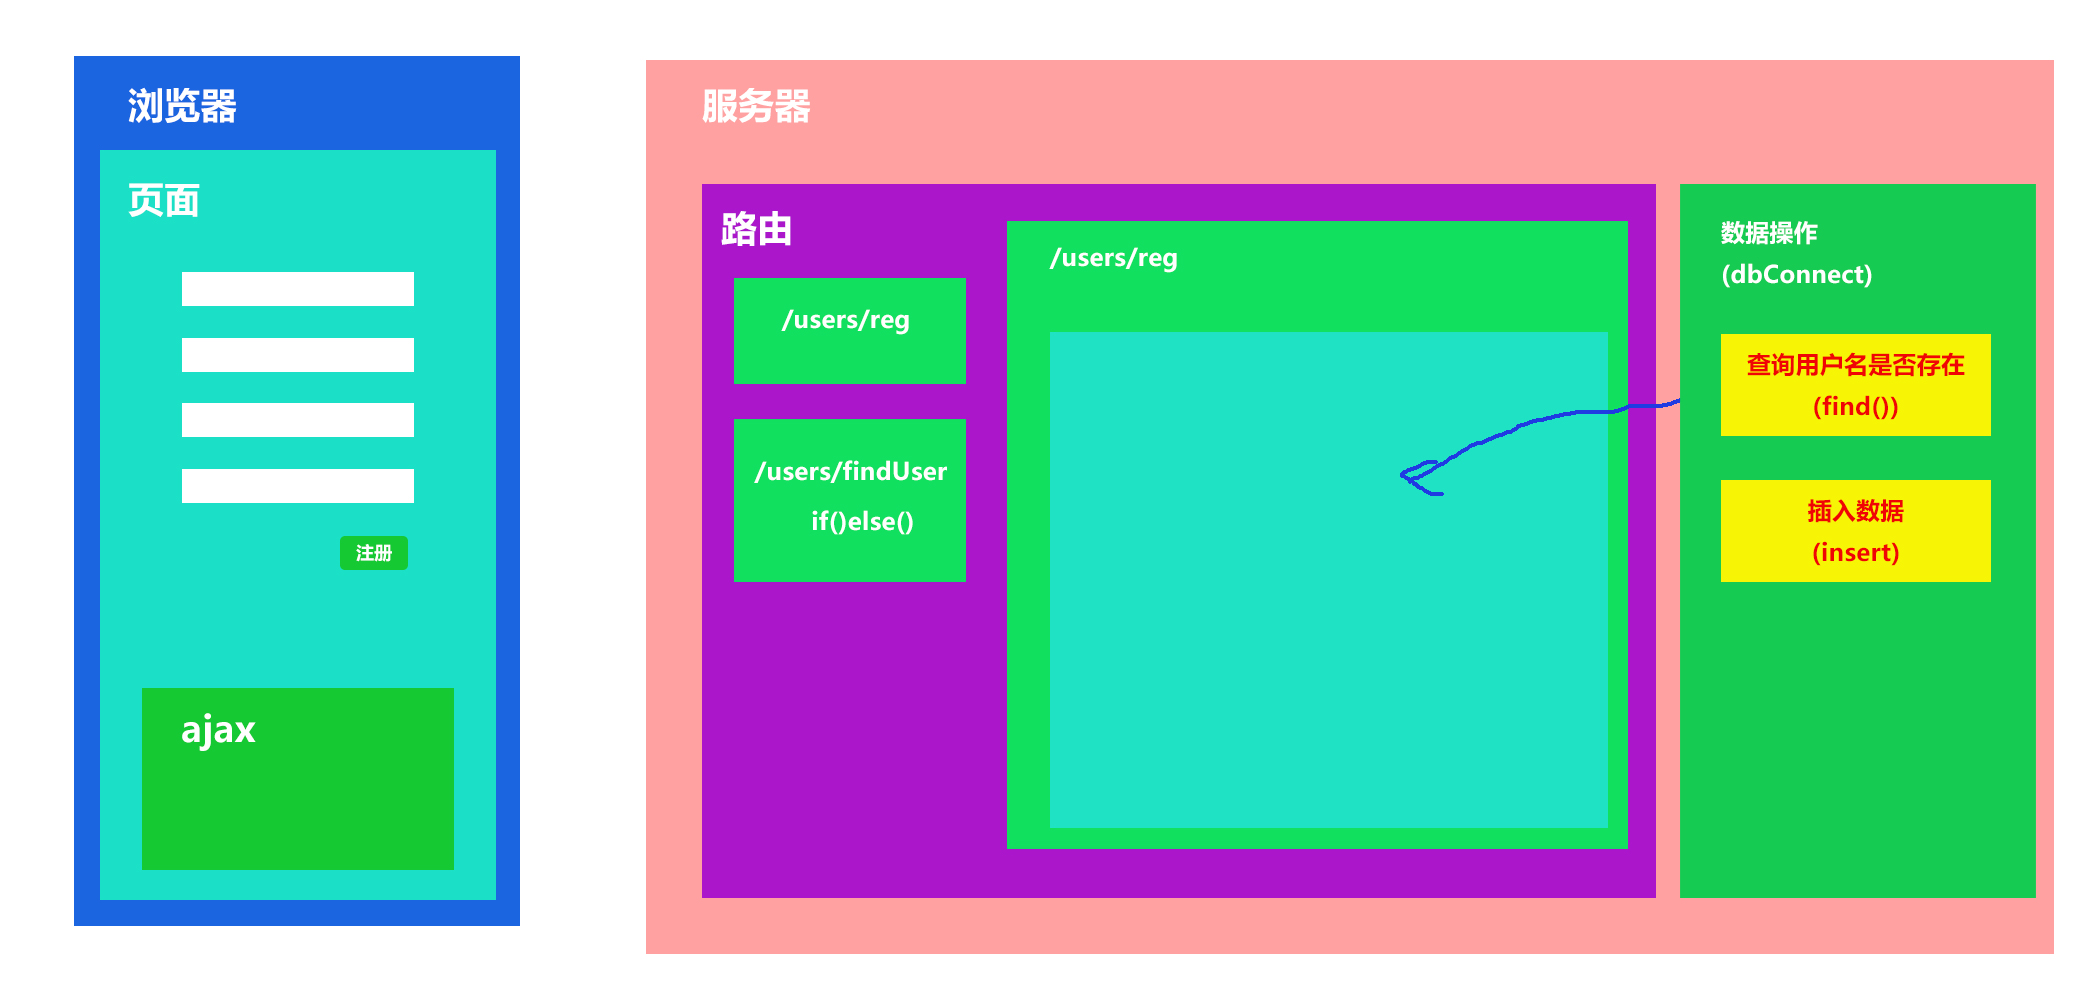 浏览器
页面
注册
ajax
服务器
路由
/users/reg
/users/findUser
if()else()
/users/reg
数据操作
(dbConnect)
查询用户名是否存在
(find())
插入数据
(insert)